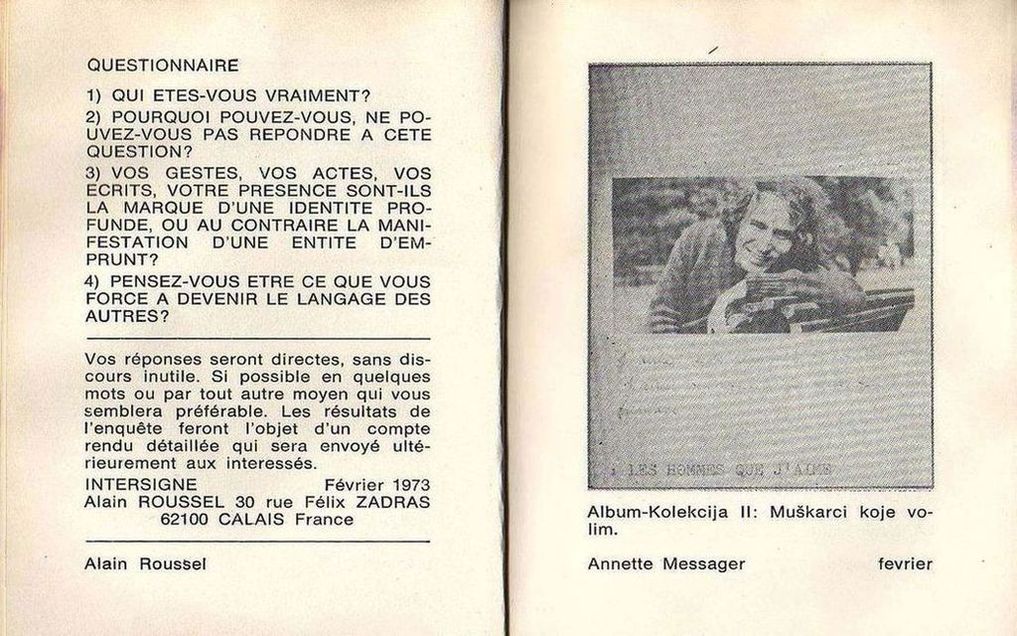 QUESTIONNAIRE
1) QUI ETES-VOUS VRAIMENT?
2) POURQUOI POUVEZ-VOUS, NE PO-
UVEZ-VOUS PAS REPONDRE A CETE
QUESTION?
3) VOS GESTES, VOS ACTES, VOS
ECRITS, VOTRE PRESENCE SONT-ILS
LA MARQUE D'UNE IDENTITE PRO-
FUNDE, OU AU CONTRAIRE LA MANI-
FESTATION D'UNE ENTITE D'EM-
PRUNT?
4) PENSEZ-VOUS ETRE CE QUE VOUS
FORCE A DEVENIR LE LANGAGE DES
AUTRES?
Vos réponses seront directes, sans dis-
cours inutile. Si possible en quelques
mots ou par tout autre moyen qui vous
semblera préférable. Les résultats de
l'enquête feront l'objet d'un compte
rendu détaillée qui sera envoyé ulté-
rieurement aux interessés.
INTERSIGNE Février 1973
Alain ROUSSEL 30 rue Félix ZADRAS
62100 CALAIS France
Alain Roussel
: LES HOMMES QUE J'AIME
Album-Kolekcija II: Muškarci koje vo-
lim.
Annette Messager fevrier